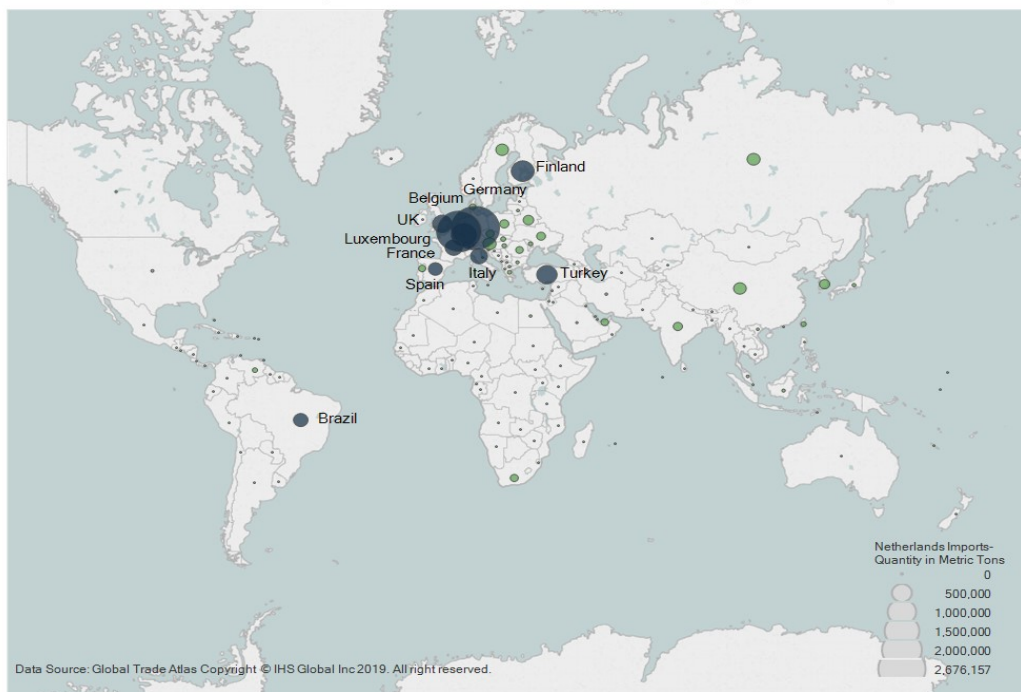 Finland
Germany
Belgium
UK
Luxembourg
France
Italy
Turkey
Spain
Brazil
Netherlands Imports-
Quantity in Metric Tons
0
500,000
1,000,000
1,500,000
2,000,000
2,676,157
Data Source: Global Trade Atlas Copyright © IHS Global Inc 2019. All right reserved.